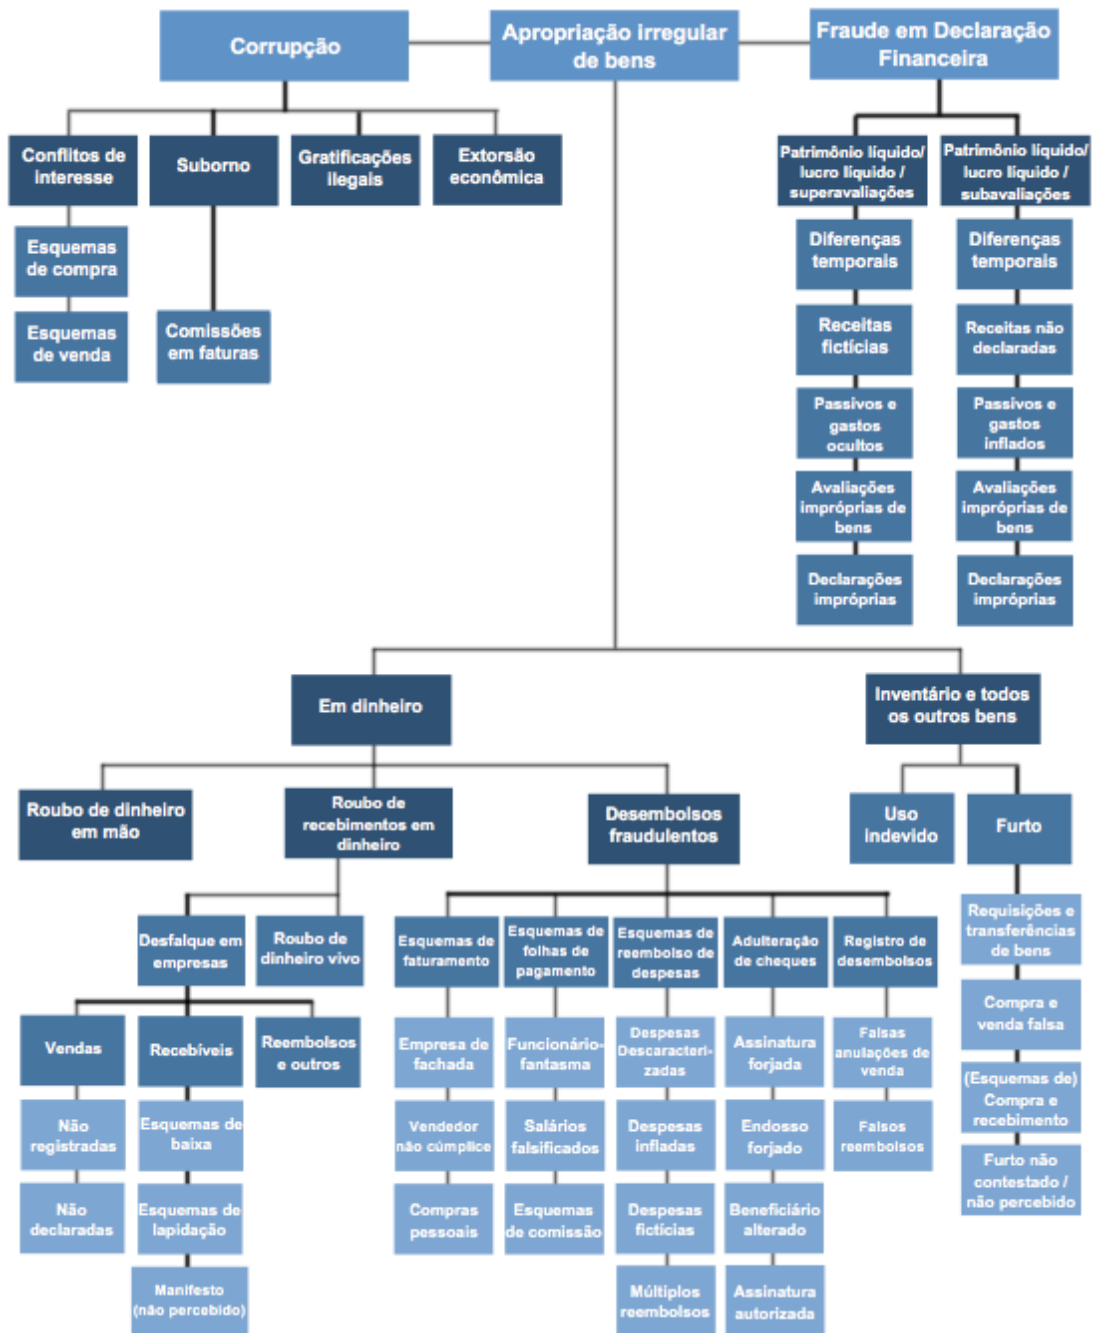 Corrupção
Apropriação irregular
de bens
Fraude em Declaração
Financeira
Conflitos de
interesse
Suborno
Gratificações
ilegais
Extorsão
econômica
Patrimônio líquido/
lucro líquido /
superavaliações
Patrimônio líquido/
lucro líquido /
subavaliações
Esquemas
de compra
Esquemas
de venda
Comissões
em faturas
Diferenças
temporais
Receitas
fictícias
Passivos e
gastos
ocultos
Avaliações
impróprias de
bens
Declarações
impróprias
Diferenças
temporais
Receitas não
declaradas
Passivos e
gastos
inflados
Avaliações
impróprias de
bens
Declarações
impróprias
Em dinheiro
Inventário e todos
os outros bens
Roubo de dinheiro
em mão
Roubo de
recebimentos em
dinheiro
Desembolsos
fraudulentos
Uso
indevido
Furto
Desfalque em
empresas
Roubo de
dinheiro vivo
Esquemas de
faturamento
Esquemas de
folhas de
pagamento
Esquemas de
reembolso de
despesas
Adulteração
de cheques
Registro de
desembolsos
Requisições e
transferências
de bens
Compra e
venda falsa
(Esquemas de)
Compra e
recebimento
Furto não
contestado /
não percebido
Vendas
Recebíveis
Reembolsos
e outros
Não
registradas
Não
declaradas
Esquemas de
baixa
Esquemas de
lapidação
Manifesto
(não percebido)
Empresa de
fachada
Vendedor
não cúmplice
Compras
pessoais
Funcionário-
fantasma
Salários
falsificados
Esquemas
de comissão
Despesas
Descaracteri-
zadas
Despesas
infladas
Despesas
fictícias
Múltiplos
reembolsos
Assinatura
forjada
Endosso
forjado
Beneficiário
alterado
Assinatura
autorizada
Falsas
anulações de
venda
Falsos
reembolsos